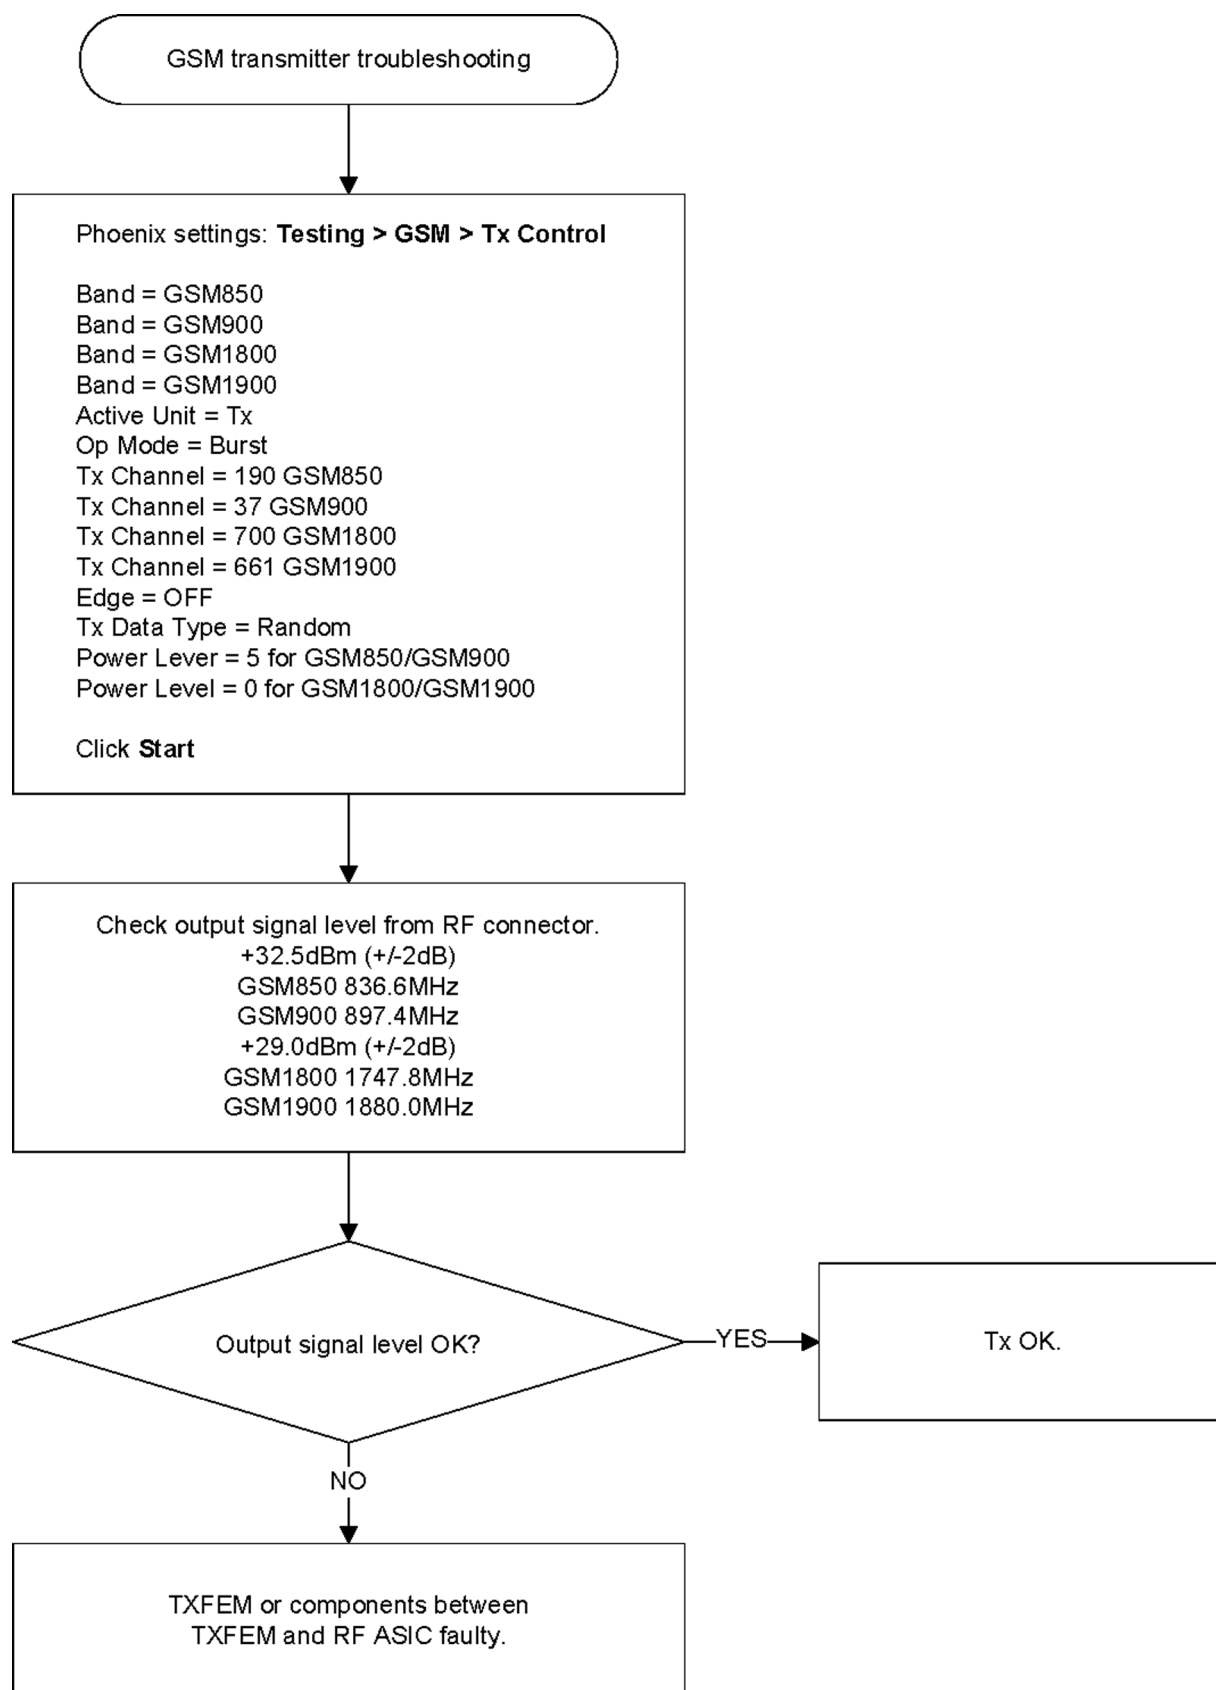 GSM transmitter troubleshooting
Phoenix settings: Testing > GSM > Tx Control
Band = GSM850
Band = GSM900
Band = GSM1800
Band = GSM1900
Active Unit = Tx
Op Mode = Burst
Tx Channel = 190 GSM850
Tx Channel = 37 GSM900
Tx Channel = 700 GSM1800
Tx Channel = 661 GSM1900
Edge = OFF
Tx Data Type = Random
Power Lever = 5 for GSM850/GSM900
Power Level = 0 for GSM1800/GSM1900
Click Start
Check output signal level from RF connector.
+32.5dBm (+/-2dB)
GSM850 836.6MHz
GSM900 897.4MHz
+29.0dBm (+/-2dB)
GSM1800 1747.8MHz
GSM1900 1880.0MHz
Output signal level OK?
YES
Tx OK.
NO
TXFEM or components between
TXFEM and RF ASIC faulty.